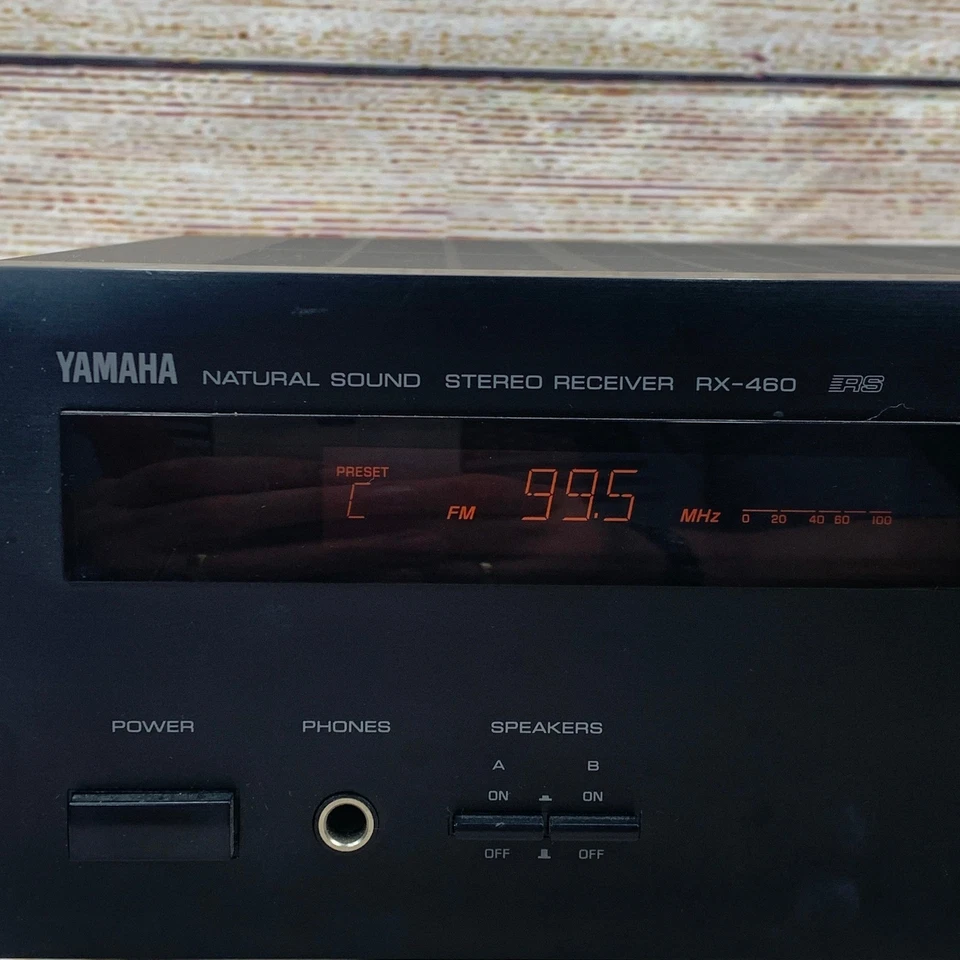 YAMAHA NATURAL SOUND STEREO RECEIVER RX-460 RS
PRESET
C FM 99.5 MHz 0 20 40 60 100
POWER PHONES SPEAKERS
A B
ON ON
OFF OFF